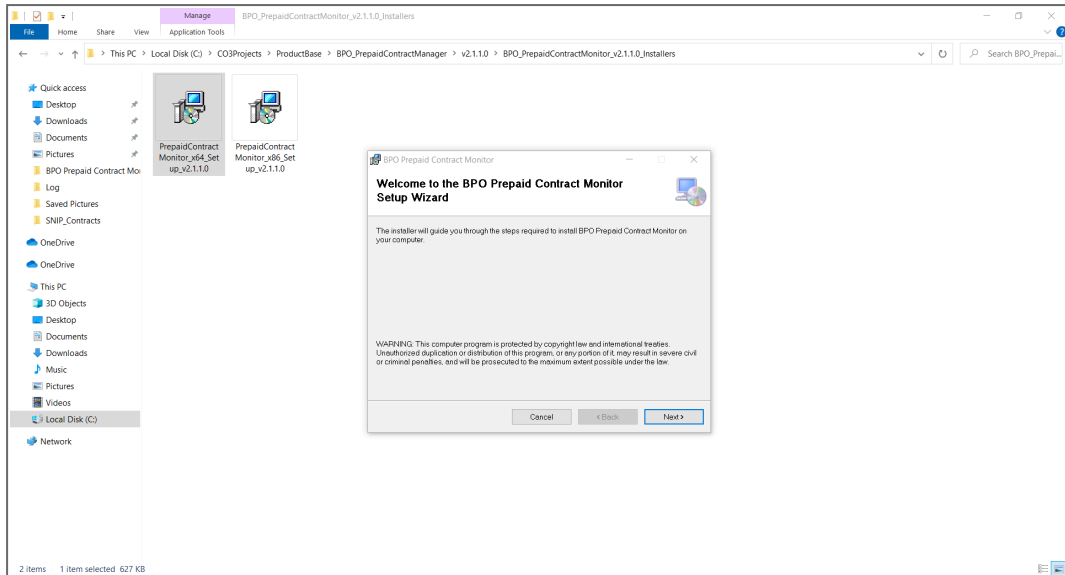 Manage
BPO_PrepaidContractMonitor_v2.1.1.0_Installers
File
Home
Share
View
Application Tools
This PC > Local Disk (C:) > CO3Projects > ProductBase > BPO_PrepaidContractManager > v2.1.1.0 > BPO_PrepaidContractMonitor_v2.1.1.0_Installers
Search BPO_Prepai...
Quick access
Desktop
Downloads
Documents
Pictures
BPO Prepaid Contract Mo
Log
Saved Pictures
SNIP_Contracts
OneDrive
OneDrive
This PC
3D Objects
Desktop
Documents
Downloads
Music
Pictures
Videos
Local Disk (C:)
Network
PrepaidContract
Monitor_x64_Set
up_v2.1.1.0
PrepaidContract
Monitor_x86_Set
up_v2.1.1.0
BPO Prepaid Contract Monitor
Welcome to the BPO Prepaid Contract Monitor
Setup Wizard
The installer will guide you through the steps required to install BPO Prepaid Contract Monitor on
your computer.
WARNING: This computer program is protected by copyright law and international treaties.
Unauthorized duplication or distribution of this program, or any portion of it, may result in severe civil
or criminal penalties, and will be prosecuted to the maximum extent possible under the law.
Cancel
< Back
Next >
2 items
1 item selected 627 KB